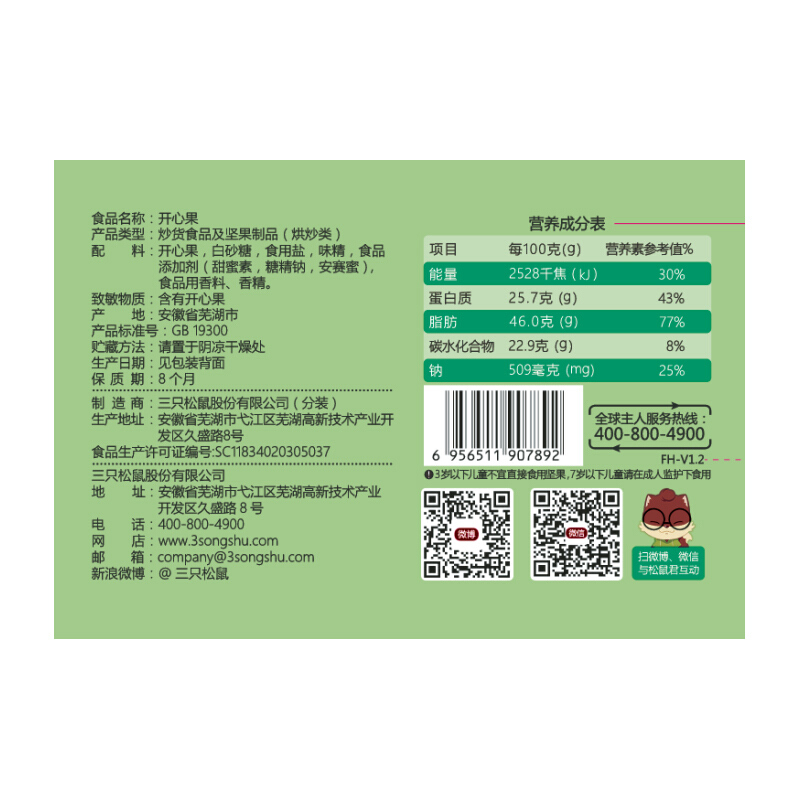 食品名称：开心果
产品类型：炒货食品及坚果制品（烘炒类）
配　　料：开心果，白砂糖，食用盐，味精，食品
添加剂（甜蜜素，糖精钠，安赛蜜），
食品用香料、香精。
致敏物质：含有开心果
产　　地：安徽省芜湖市
产品标准号：GB 19300
贮藏方法：请置于阴凉干燥处
生产日期：见包装背面
保 质 期：8个月
制 造 商：三只松鼠股份有限公司（分装）
生产地址：安徽省芜湖市弋江区芜湖高新技术产业开
发区久盛路8号
食品生产许可证编号:SC11834020305037
三只松鼠股份有限公司
地　　址：安徽省芜湖市弋江区芜湖高新技术产业
开发区久盛路 8 号
电　　话：400-800-4900
网　　店：www.3songshu.com
邮　　箱：company@3songshu.com
新浪微博：@ 三只松鼠
营养成分表
项目 每100克(g) 营养素参考值%
能量 2528千焦（kJ） 30%
蛋白质 25.7克 (g) 43%
脂肪 46.0克 (g) 77%
碳水化合物 22.9克 (g) 8%
钠 509毫克 (mg) 25%
6 956511 907892
全球主人服务热线：
400-800-4900
FH-V1.2
3岁以下儿童不宜直接食用坚果，7岁以下儿童请在成人监护下食用
微博
微信
扫微博、微信
与松鼠君互动